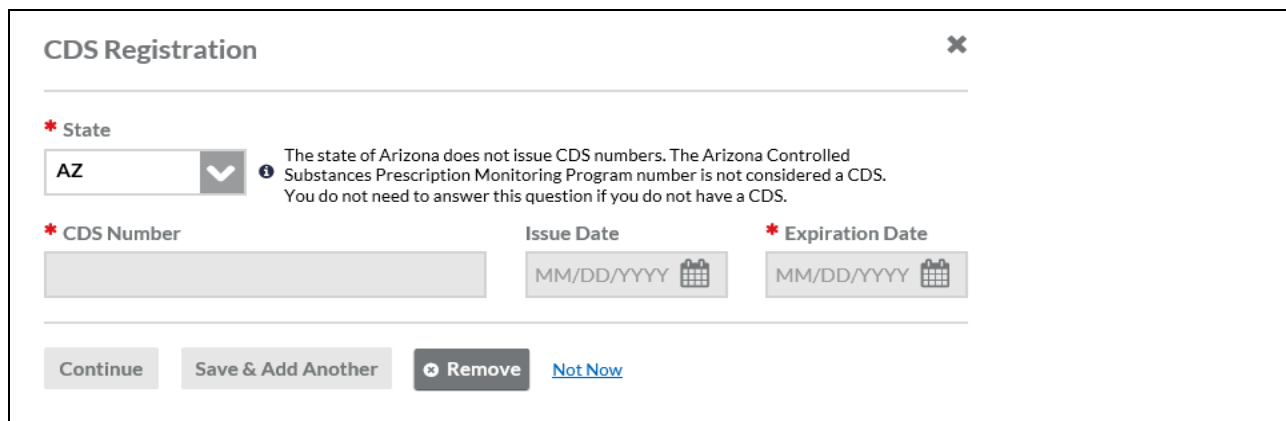 CDS Registration
* State
AZ
The state of Arizona does not issue CDS numbers. The Arizona Controlled
Substances Prescription Monitoring Program number is not considered a CDS.
You do not need to answer this question if you do not have a CDS.
* CDS Number Issue Date * Expiration Date
MM/DD/YYYY MM/DD/YYYY
Continue Save & Add Another Remove Not Now